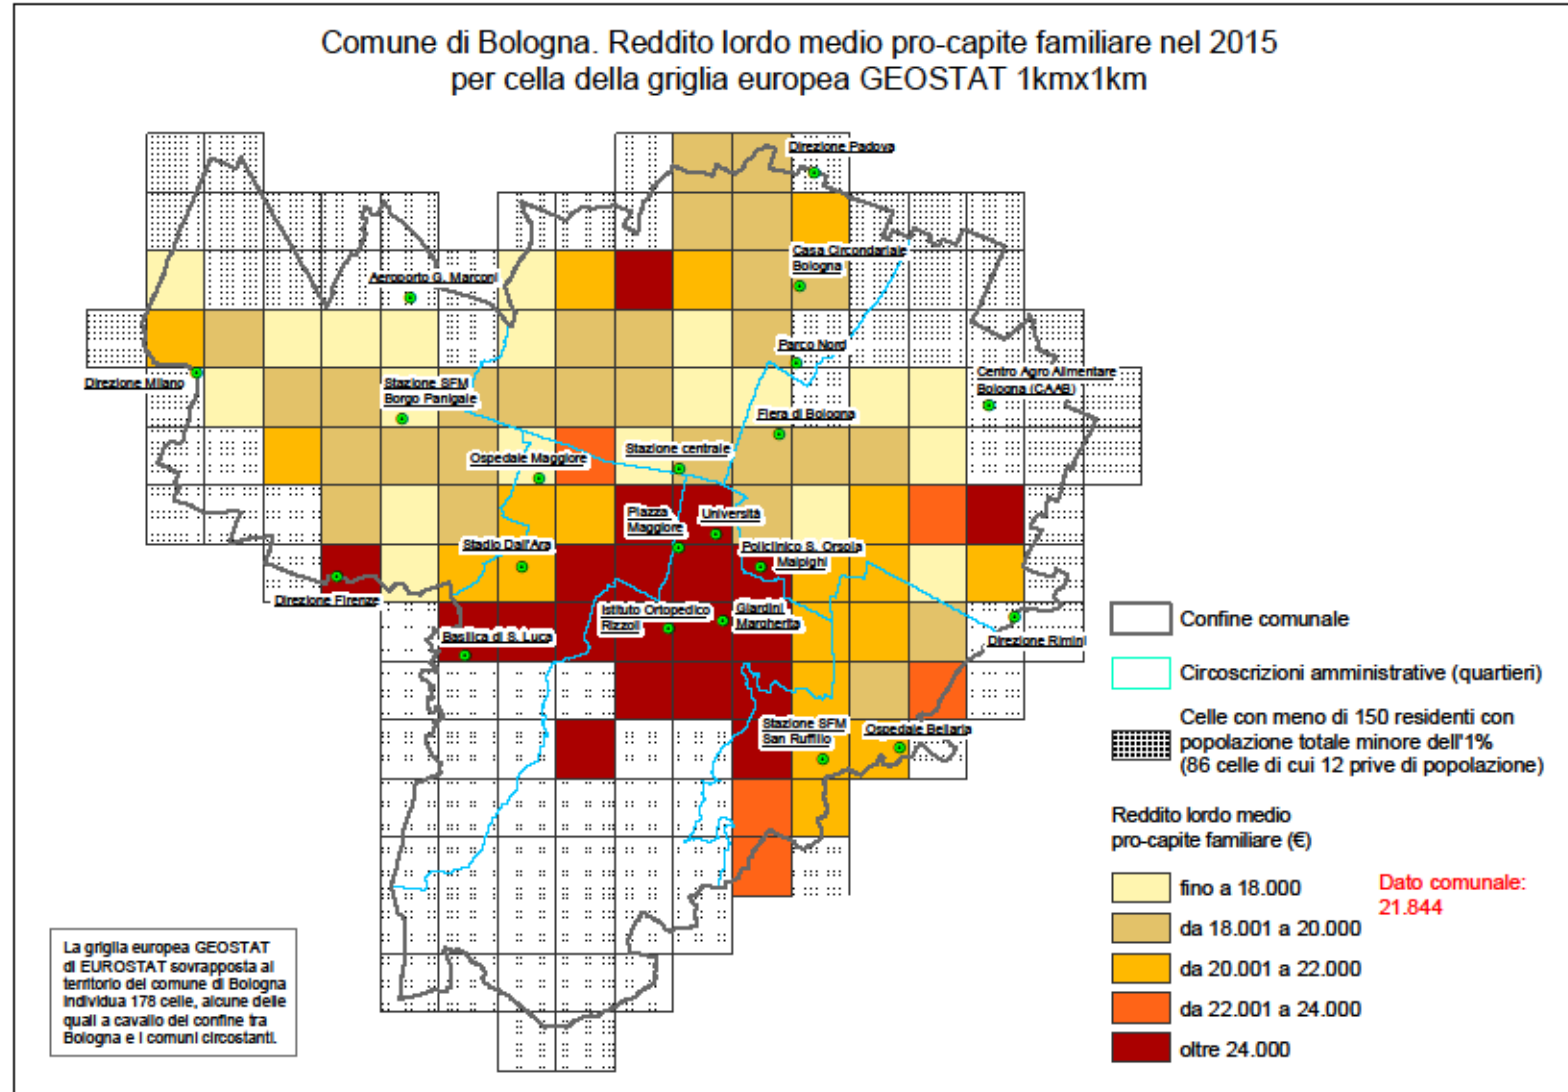 Comune di Bologna. Reddito lordo medio pro-capite familiare nel 2015
per cella della griglia europea GEOSTAT 1kmx1km
Direzione Padova
Casa Circondariale
Bologna
Aeroporto G. Marconi
Parco Nord
Direzione Milano
Stazione SFM
Borgo Panigale
Centro Agro Alimentare
Bologna (CAAB)
Fiera di Bologna
Ospedale Maggiore
Stazione centrale
Piazza
Maggiore
Università
Stadio Dall'Ara
Policlinico S. Orsola
Malpighi
Direzione Firenze
Istituto Ortopedico
Rizzoli
Giardini
Margherita
Basilica di S. Luca
Direzione Rimini
Stazione SFM
San Ruffillo
Ospedale Bellaria
Confine comunale
Circoscrizioni amministrative (quartieri)
Celle con meno di 150 residenti con
popolazione totale minore dell'1%
(86 celle di cui 12 prive di popolazione)
Reddito lordo medio
pro-capite familiare (€)
fino a 18.000
da 18.001 a 20.000
da 20.001 a 22.000
da 22.001 a 24.000
oltre 24.000
Dato comunale:
21.844
La griglia europea GEOSTAT
di EUROSTAT sovrapposta al
territorio del comune di Bologna
individua 178 celle, alcune delle
quali a cavallo del confine tra
Bologna e i comuni circostanti.